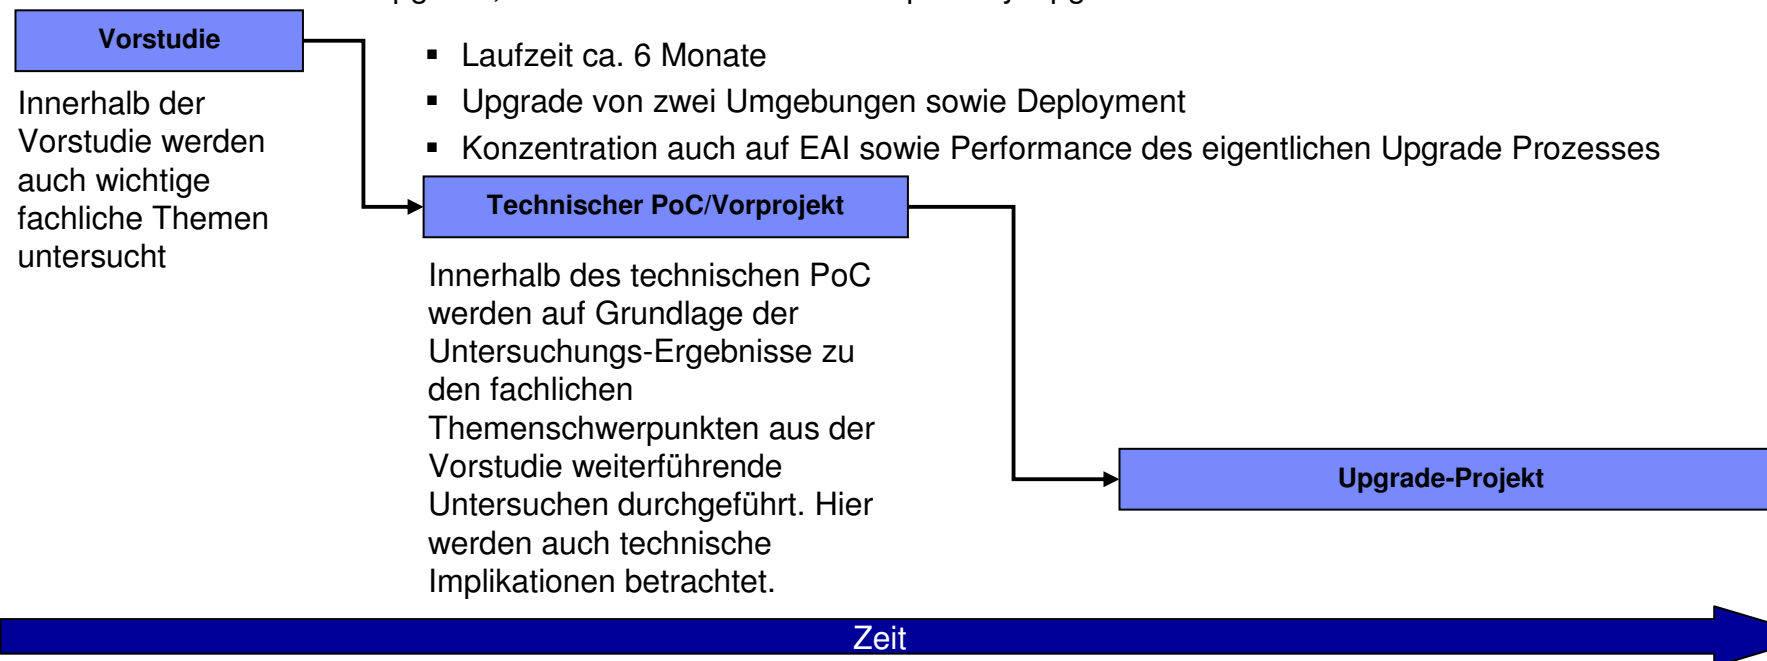 Vorstudie
Innerhalb der
Vorstudie werden
auch wichtige
fachliche Themen
untersucht
▪ Laufzeit ca. 6 Monate
▪ Upgrade von zwei Umgebungen sowie Deployment
▪ Konzentration auch auf EAI sowie Performance des eigentlichen Upgrade Prozesses
Technischer PoC/Vorprojekt
Innerhalb des technischen PoC
werden auf Grundlage der
Untersuchungs-Ergebnisse zu
den fachlichen
Themenschwerpunkten aus der
Vorstudie weiterführende
Untersuchen durchgeführt. Hier
werden auch technische
Implikationen betrachtet.
Upgrade-Projekt
Zeit